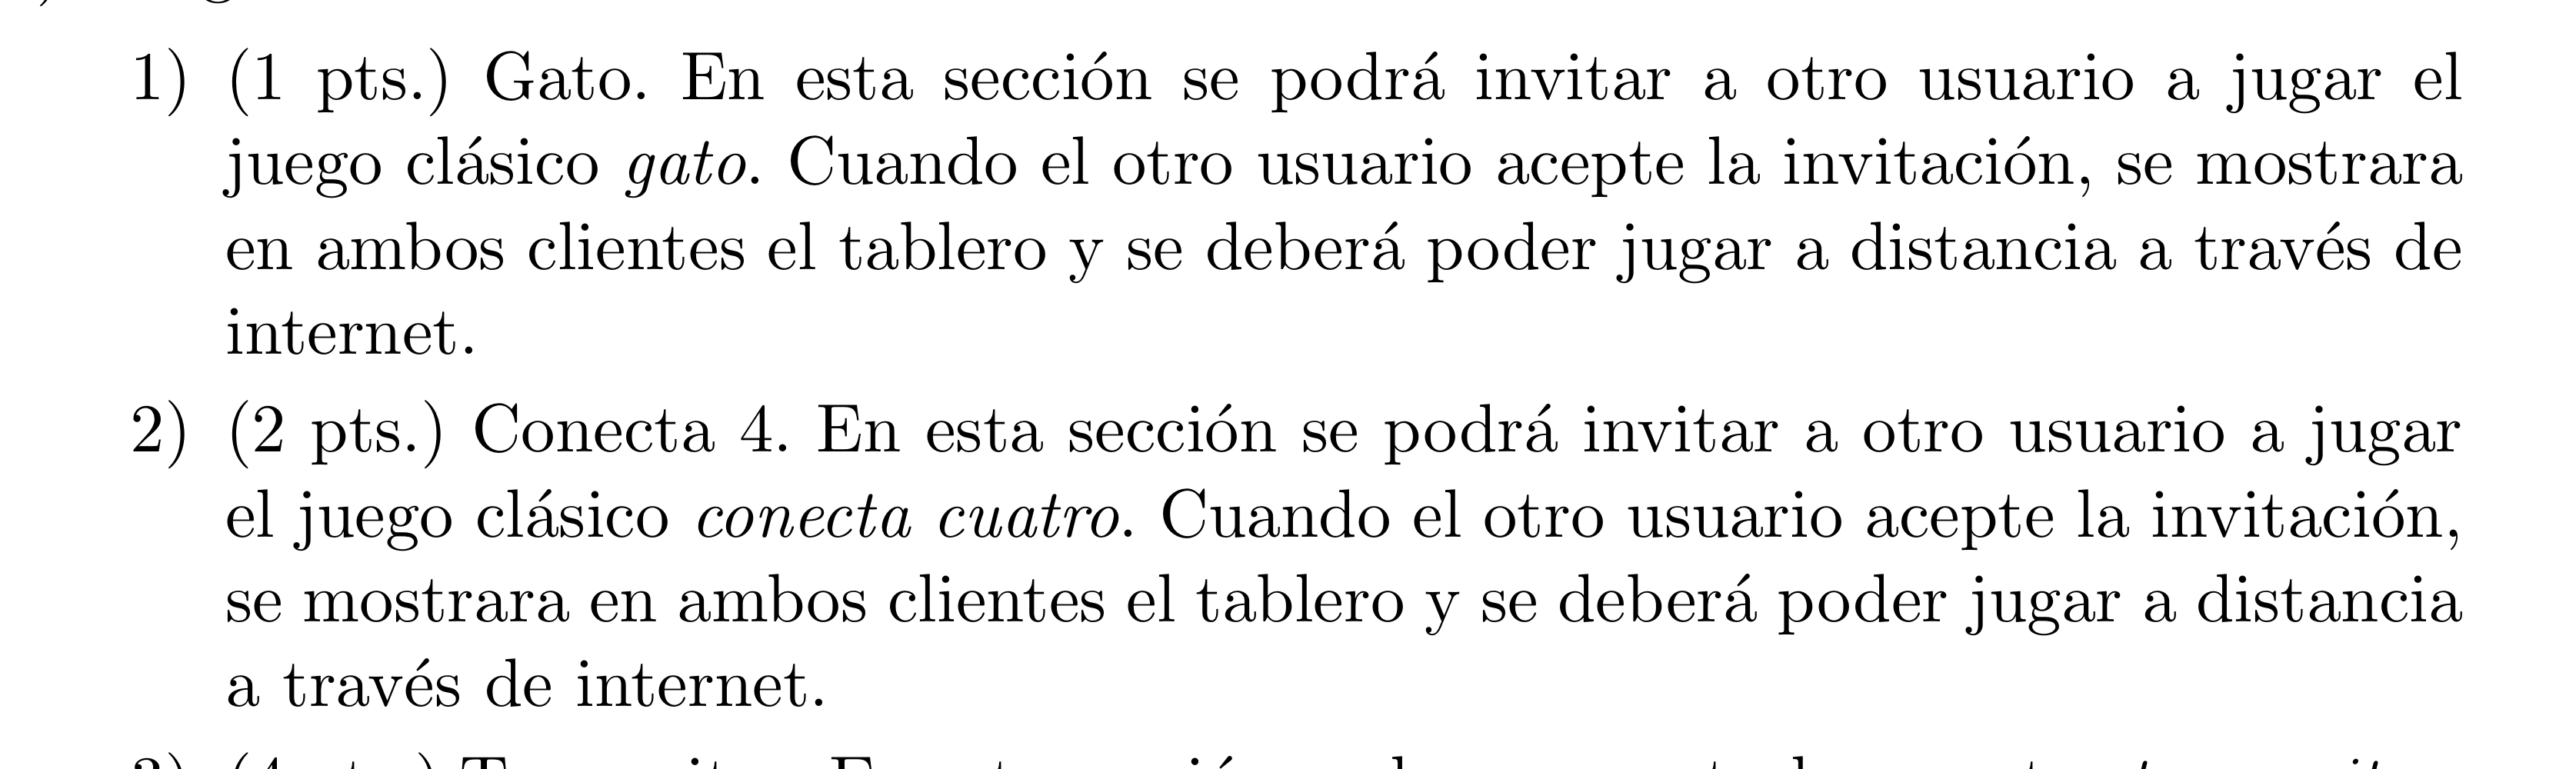 1) (1 pts.) Gato. En esta sección se podrá invitar a otro usuario a jugar el
juego clásico gato. Cuando el otro usuario acepte la invitación, se mostrara
en ambos clientes el tablero y se deberá poder jugar a distancia a través de
internet.
2) (2 pts.) Conecta 4. En esta sección se podrá invitar a otro usuario a jugar
el juego clásico conecta cuatro. Cuando el otro usuario acepte la invitación,
se mostrara en ambos clientes el tablero y se deberá poder jugar a distancia
a través de internet.